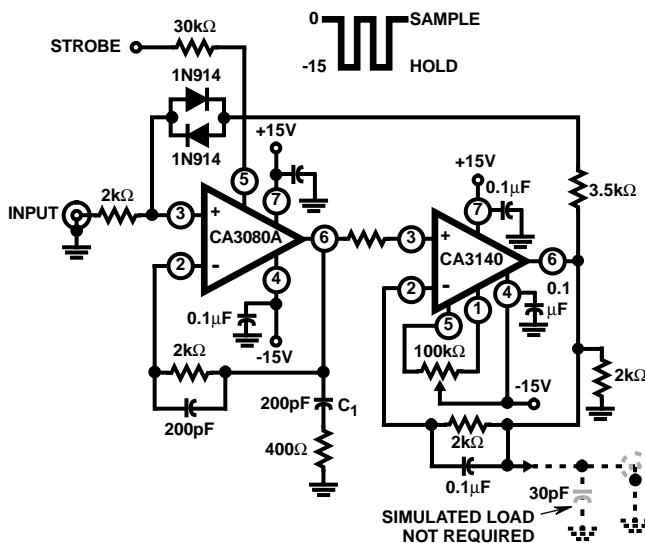 0
SAMPLE
-15
HOLD
30kΩ
STROBE
1N914
1N914
+15V
2kΩ
INPUT
5
7
3
+
CA3080A
6
2
-
4
0.1µF
-15V
2kΩ
200pF
200pF
C1
400Ω
+15V
0.1µF
7
3
+
CA3140
6
2
-
5
1
4
0.1
µF
3.5kΩ
100kΩ
-15V
2kΩ
2kΩ
0.1µF
30pF
SIMULATED LOAD
NOT REQUIRED